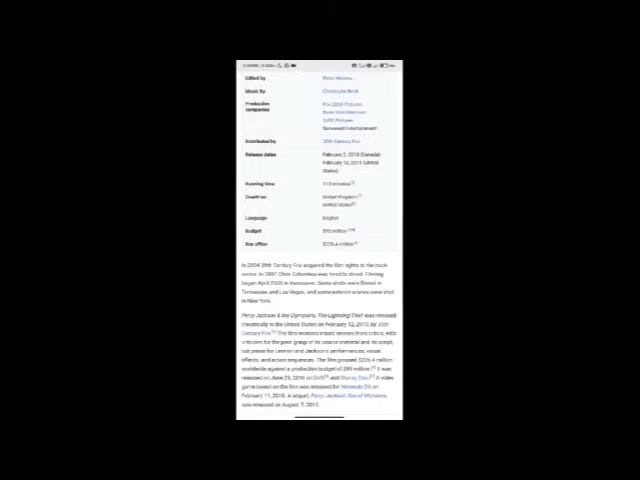 Edited by Peter Honess
Music by Christophe Beck
Production Fox 2000 Pictures
companies
1492 Pictures
Sunswept Entertainment
Distributed by 20th Century Fox
Release dates February 2, 2010 (Canada)
February 12, 2010 (United
States)
Running time minutes
Countries United Kingdom
United States
Language English
Budget $95 million
Box office $226.4 million
In 2004 20th Century Fox acquired the film rights to the book
series. In 2007 Chris Columbus was hired to direct. Filming
began April 2009 in Vancouver. Some shots were filmed in
Tennessee and Las Vegas, and some exterior scenes were shot
in New York.
Percy Jackson & the Olympians: The Lightning Thief was released
theatrically in the United States on February 12, 2010, by 20th
Century Fox. The film received mixed reviews from critics, with
criticism for the poor grasp of its source material and its script,
but praise for Lerman and Jackson's performances, visual
effects, and action sequences. The film grossed $226.4 million
worldwide against a production budget of $95 million. It was
released on June 29, 2010 on DVD and Blu-ray Disc. A video
game based on the film was released for Nintendo DS on
February 11, 2010. A sequel, Percy Jackson: Sea of Monsters,
was released on August 7, 2013.